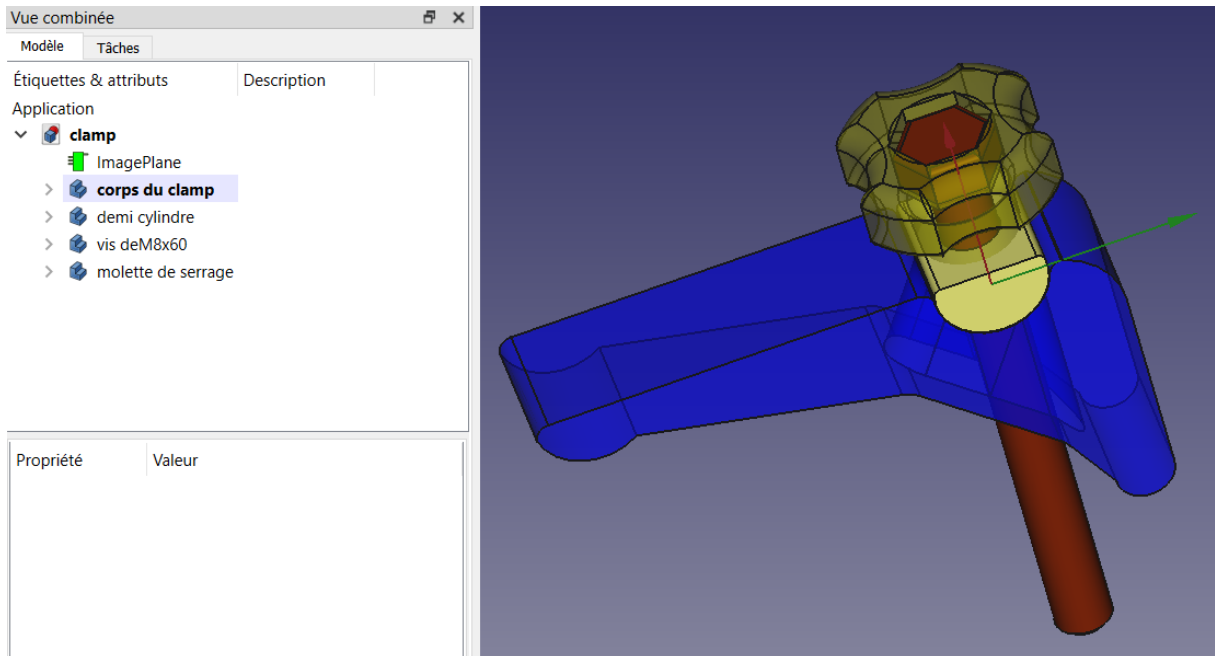 Vue combinée
Modèle Tâches
Étiquettes & attributs Description
Application
clamp
ImagePlane
corps du clamp
demi cylindre
vis deM8x60
molette de serrage
Propriété Valeur